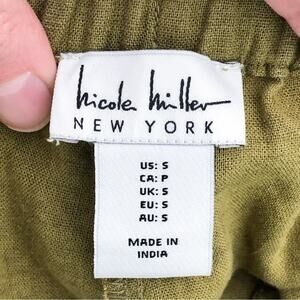 Nicole Miller
NEW YORK
US: S
CA: P
UK: S
EU: S
AU: S
MADE IN
INDIA